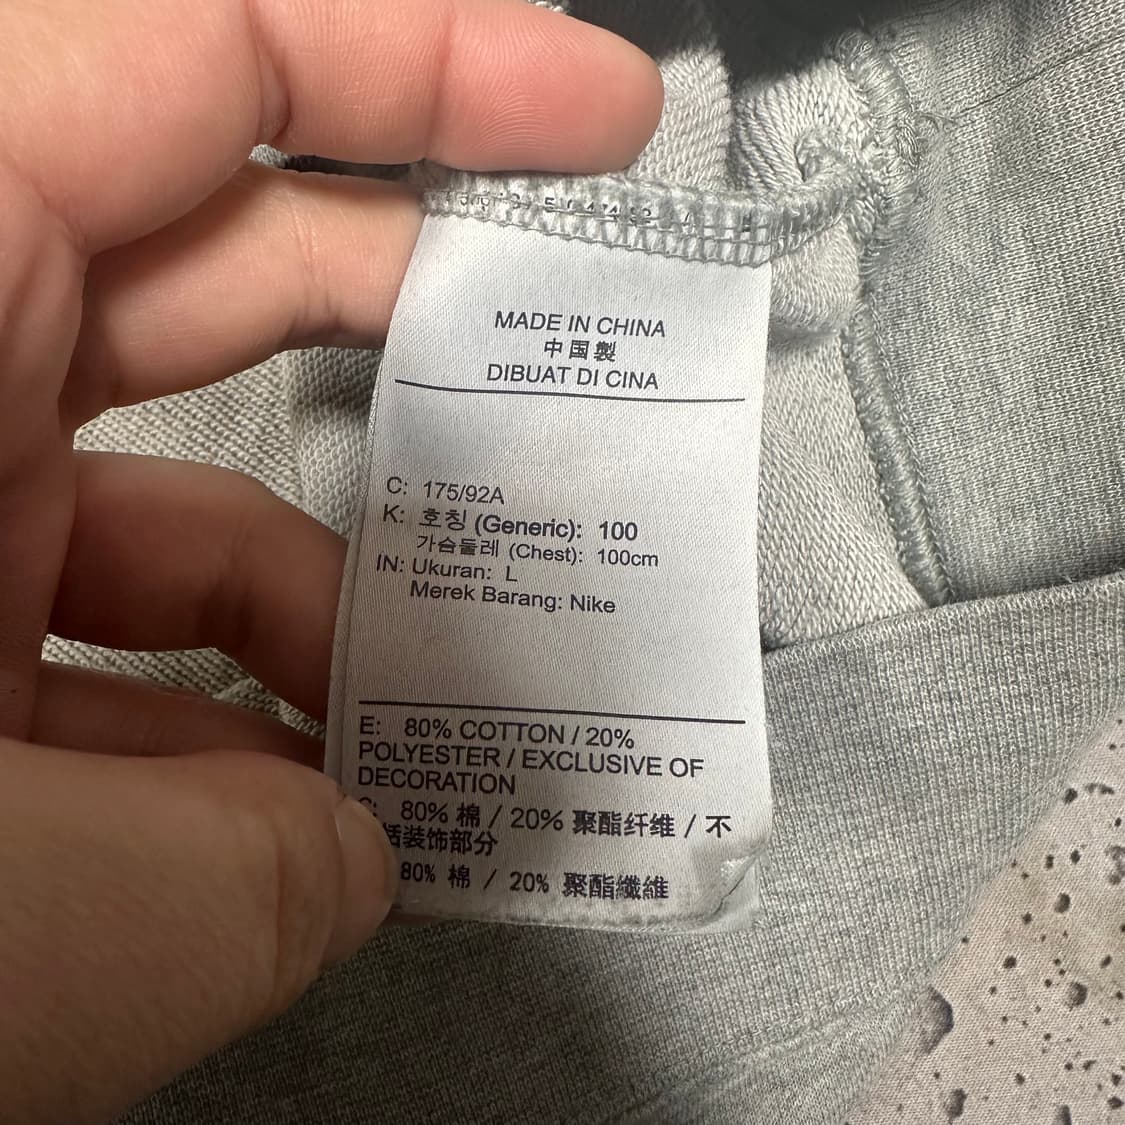 MADE IN CHINA
中国製
DIBUAT DI CINA
C: 175/92A
K: 호칭 (Generic): 100
가슴둘레 (Chest): 100cm
IN: Ukuran: L
Merek Barang: Nike
E: 80% COTTON / 20%
POLYESTER / EXCLUSIVE OF
DECORATION
C: 80% 棉 / 20% 聚酯纤维 / 不
括装饰部分
80% 棉 / 20% 聚酯纖維